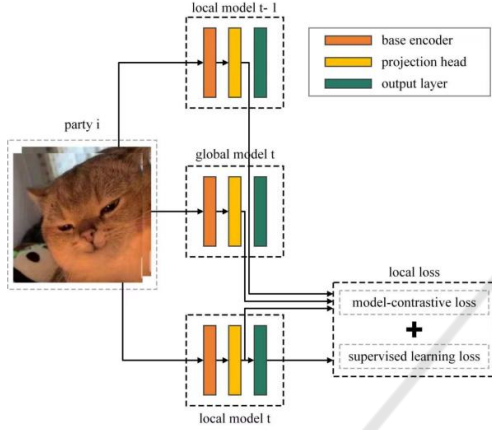 local model t- 1
base encoder
projection head
output layer
party i
global model t
local loss
model-contrastive loss
+
supervised learning loss
local model t